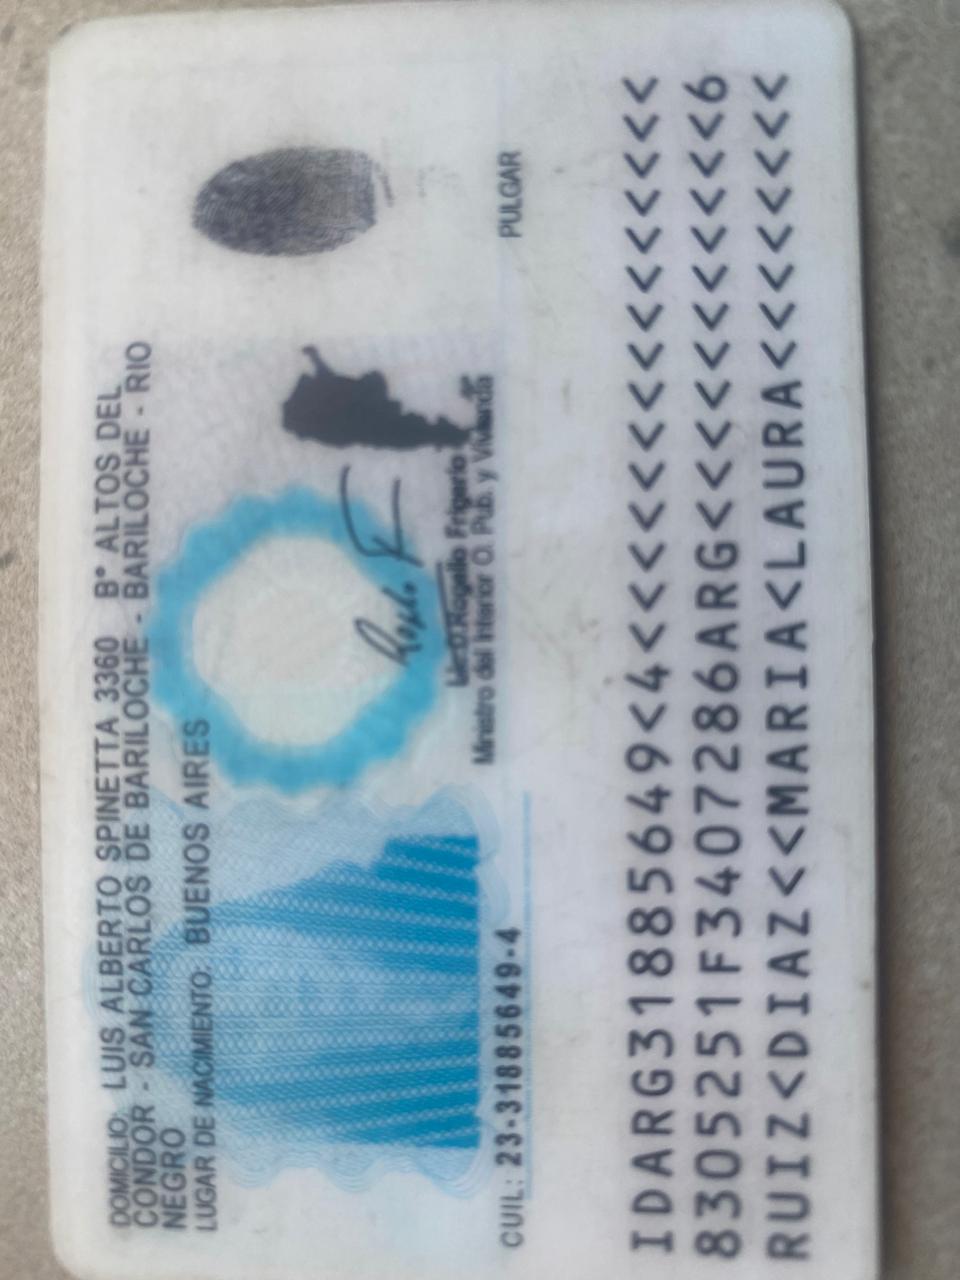 DOMICILIO: LUIS ALBERTO SPINETTA 3360 B° ALTOS DEL
CONDOR - SAN CARLOS DE BARILOCHE - BARILOCHE - RIO
NEGRO
LUGAR DE NACIMIENTO: BUENOS AIRES
Lic.D.Rogelio Frigerio
Ministro del Interior O. Púb. y Vivienda
CUIL: 23-31885649-4
PULGAR
IDARG31885649<4<<<<<<<<<<<<<<<
8305251F3407286ARG<<<<<<<<<<<6
RUIZ<DIAZ<<MARIA<LAURA<<<<<<<<